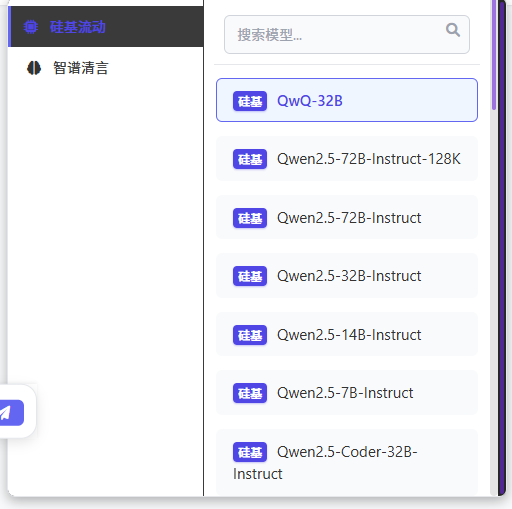 硅基流动
智谱清言
搜索模型...
硅基 QwQ-32B
硅基 Qwen2.5-72B-Instruct-128K
硅基 Qwen2.5-72B-Instruct
硅基 Qwen2.5-32B-Instruct
硅基 Qwen2.5-14B-Instruct
硅基 Qwen2.5-7B-Instruct
硅基 Qwen2.5-Coder-32B-
Instruct